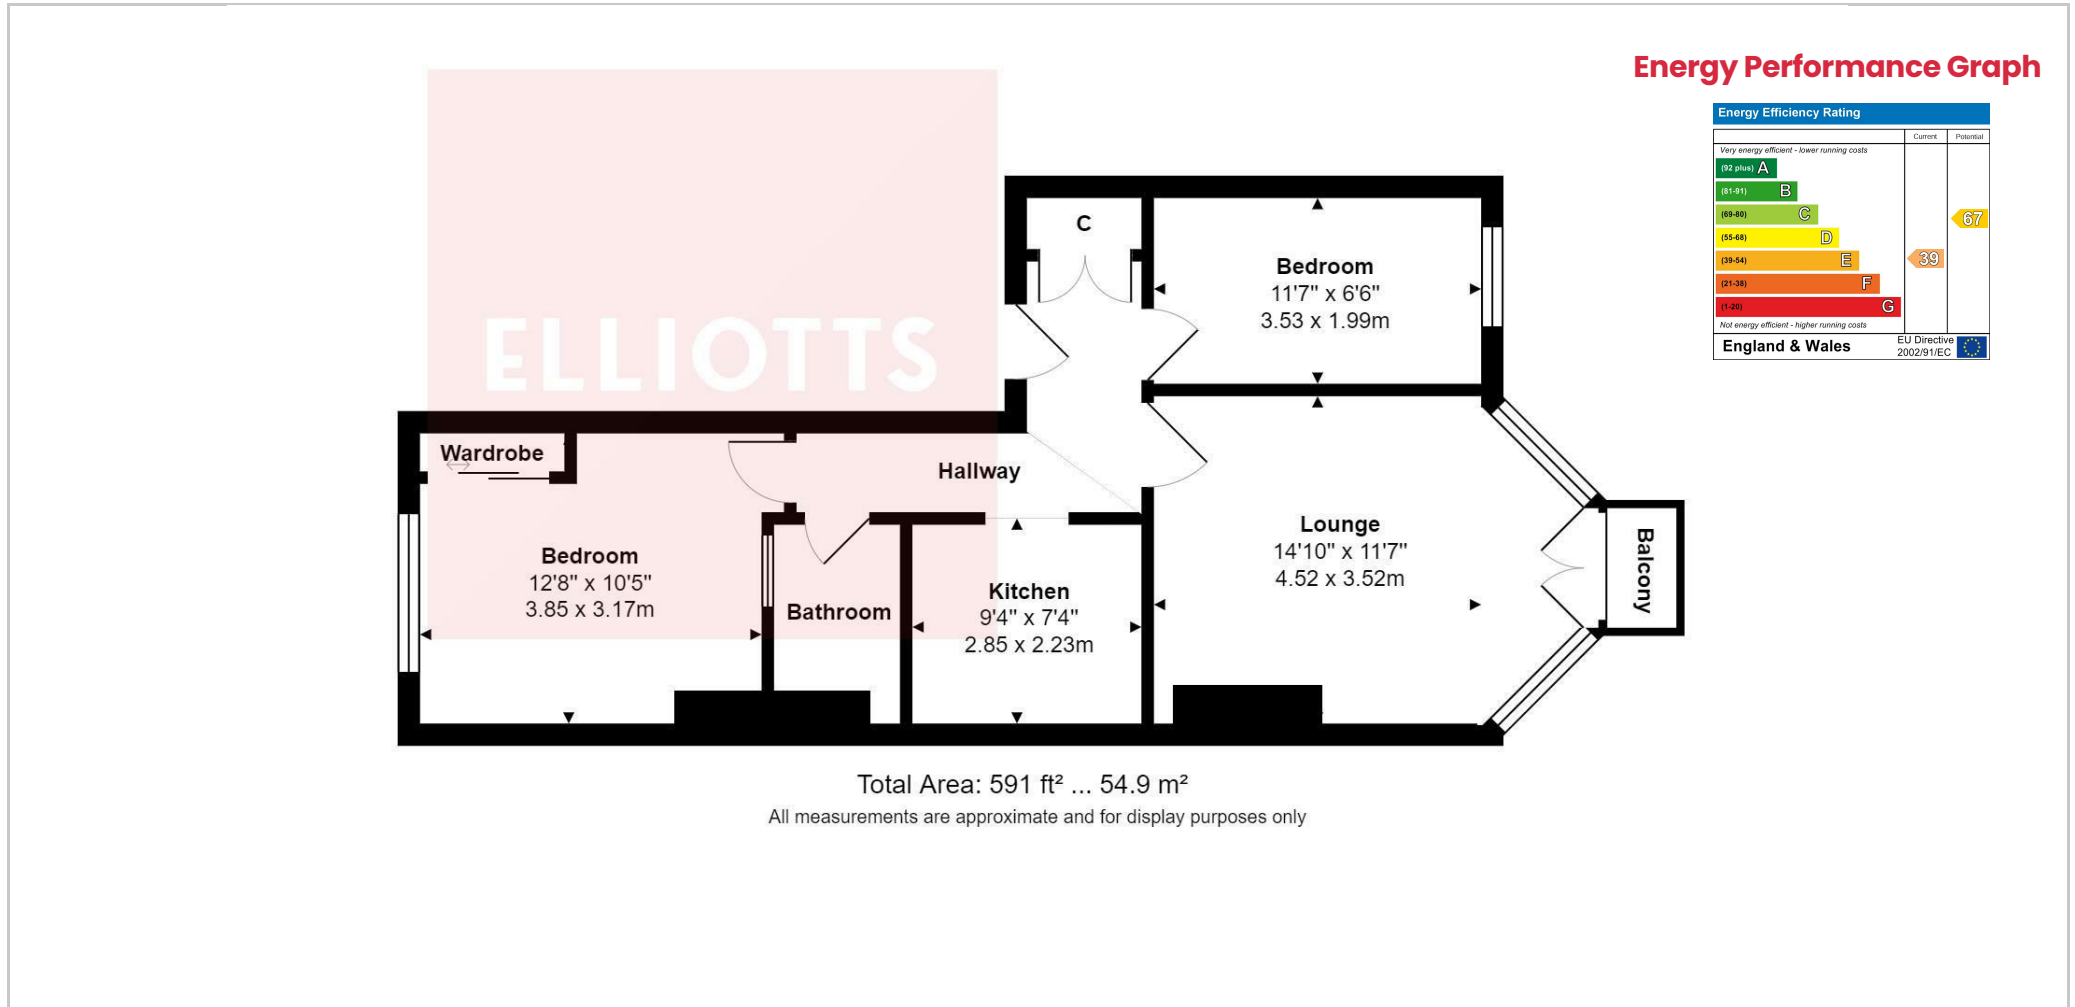 Energy Performance Graph
Energy Efficiency Rating
Current
Potential
Very energy efficient - lower running costs
(92 plus) A
(81-91) B
(69-80) C
(55-68) D
(39-54) E
(21-38) F
(1-20) G
67
39
Not energy efficient - higher running costs
England & Wales
EU Directive
2002/91/EC
ELLIOTTS
C
Bedroom
11'7" x 6'6"
3.53 x 1.99m
Wardrobe
Hallway
Bedroom
12'8" x 10'5"
3.85 x 3.17m
Bathroom
Kitchen
9'4" x 7'4"
2.85 x 2.23m
Lounge
14'10" x 11'7"
4.52 x 3.52m
Balcony
Total Area: 591 ft² ... 54.9 m²
All measurements are approximate and for display purposes only